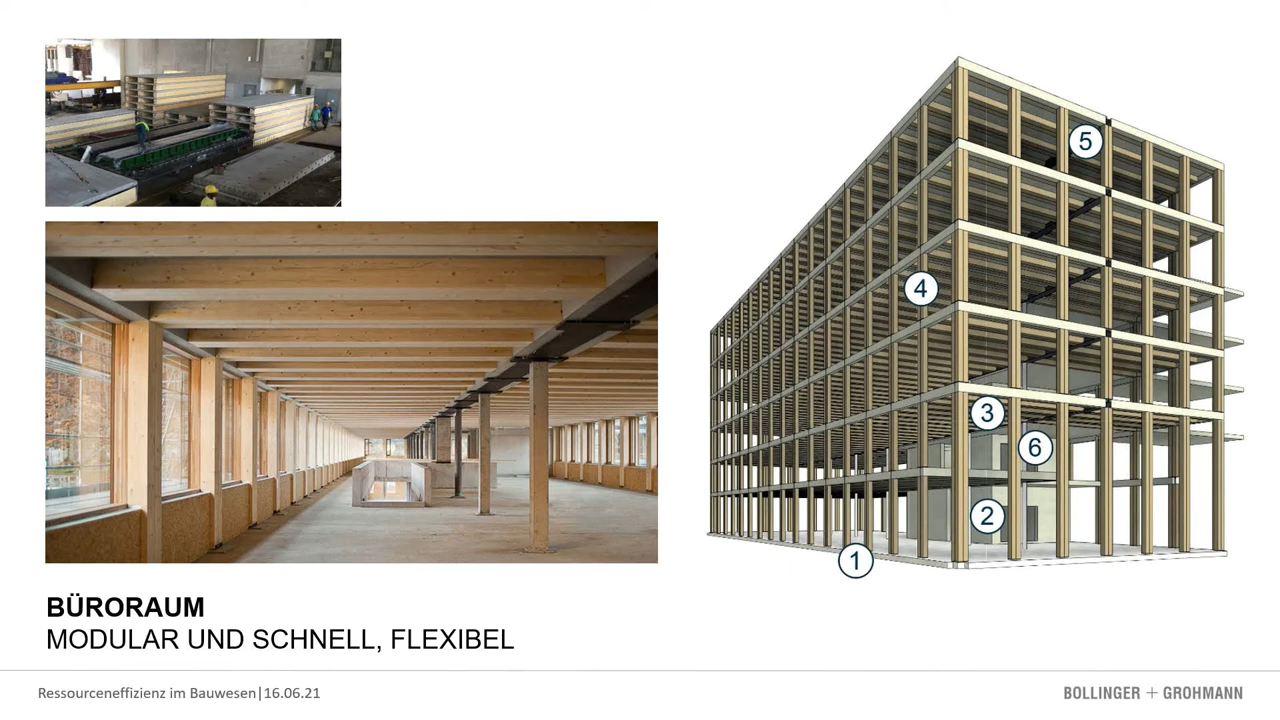 5
4
3
6
2
1
BÜRORAUM
MODULAR UND SCHNELL, FLEXIBEL
Ressourceneffizienz im Bauwesen|16.06.21
BOLLINGER + GROHMANN